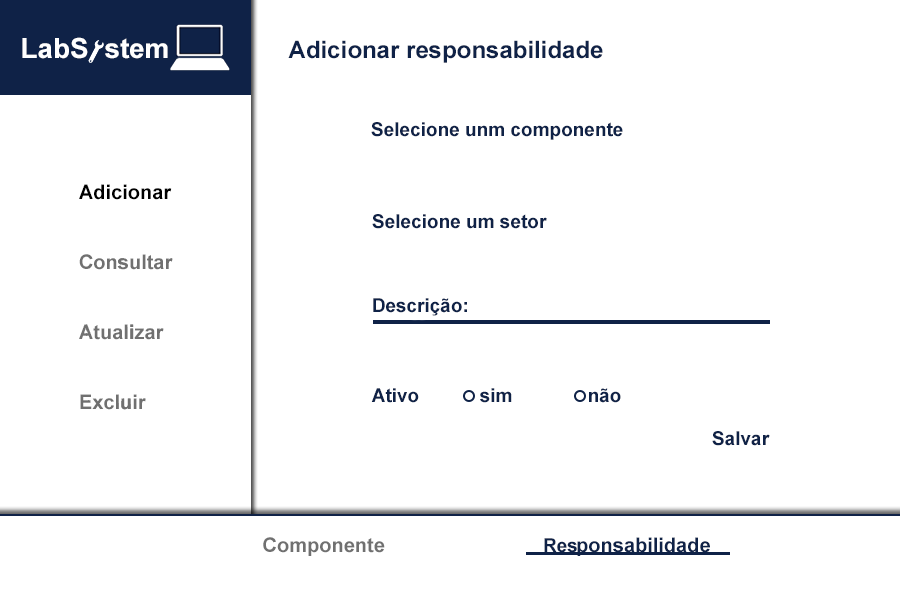 LabSystem
Adicionar responsabilidade
Selecione unm componente
Adicionar
Selecione um setor
Consultar
Descrição:
Atualizar
Ativo sim não
Excluir
Salvar
Componente Responsabilidade